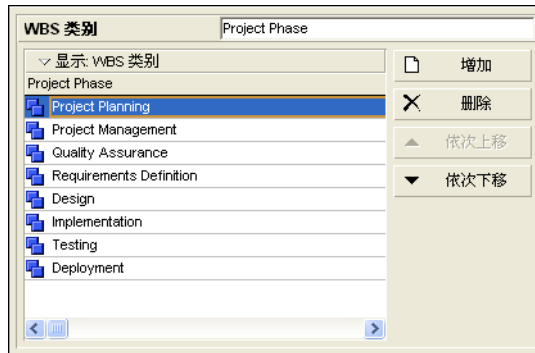 WBS 类别 Project Phase
显示: WBS 类别
Project Phase
Project Planning
Project Management
Quality Assurance
Requirements Definition
Design
Implementation
Testing
Deployment
增加
删除
依次上移
依次下移